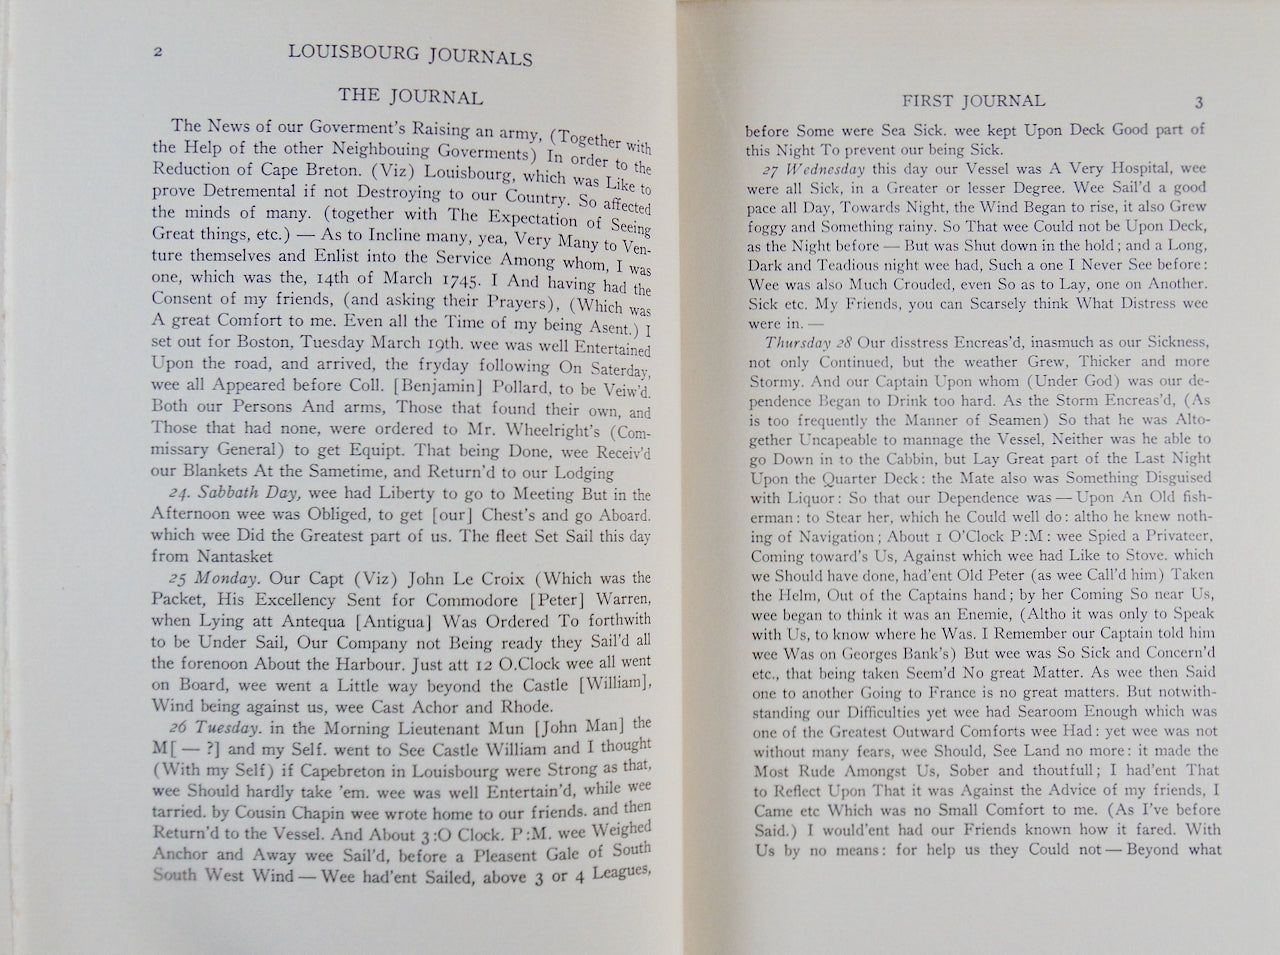 2
LOUISBOURG JOURNALS
THE JOURNAL
The News of our Goverment's Raising an army, (Together with
the Help of the other Neighbouing Goverments) In order to the
Reduction of Cape Breton. (Viz) Louisbourg, which was Like to
prove Detremental if not Destroying to our Country. So affected
the minds of many. (together with The Expectation of Seeing
Great things, etc.) — As to Incline many, yea, Very Many to Ven-
ture themselves and Enlist into the Service Among whom, I was
one, which was the, 14th of March 1745. I And having had the
Consent of my friends, (and asking their Prayers), (Which was
A great Comfort to me. Even all the Time of my being Asent.) I
set out for Boston, Tuesday March 19th. wee was well Entertained
Upon the road, and arrived, the fryday following On Saterday,
wee all Appeared before Coll. [Benjamin] Pollard, to be Veiw'd.
Both our Persons And arms, Those that found their own, and
Those that had none, were ordered to Mr. Wheelright's (Com-
missary General) to get Equipt. That being Done, wee Receiv'd
our Blankets At the Sametime, and Return'd to our Lodging
24. Sabbath Day, wee had Liberty to go to Meeting But in the
Afternoon wee was Obliged, to get [our] Chest's and go Aboard.
which wee Did the Greatest part of us. The fleet Set Sail this day
from Nantasket
25 Monday. Our Capt (Viz) John Le Croix (Which was the
Packet, His Excellency Sent for Commodore [Peter] Warren,
when Lying att Antequa [Antigua] Was Ordered To forthwith
to be Under Sail, Our Company not Being ready they Sail'd all
the forenoon About the Harbour. Just att 12 O.Clock wee all went
on Board, wee went a Little way beyond the Castle [William],
Wind being against us, wee Cast Achor and Rhode.
26 Tuesday. in the Morning Lieutenant Mun [John Man] the
M[ — ?] and my Self. went to See Castle William and I thought
(With my Self) if Capebreton in Louisbourg were Strong as that,
wee Should hardly take 'em. wee was well Entertain'd, while wee
tarried. by Cousin Chapin wee wrote home to our friends. and then
Return'd to the Vessel. And About 3:O Clock. P:M. wee Weighed
Anchor and Away wee Sail'd, before a Pleasent Gale of South
South West Wind — Wee had'ent Sailed, above 3 or 4 Leagues,
FIRST JOURNAL
3
before Some were Sea Sick. wee kept Upon Deck Good part of
this Night To prevent our being Sick.
27 Wednesday this day our Vessel was A Very Hospital, wee
were all Sick, in a Greater or lesser Degree. Wee Sail'd a good
pace all Day, Towards Night, the Wind Began to rise, it also Grew
foggy and Something rainy. So That wee Could not be Upon Deck,
as the Night before — But was Shut down in the hold; and a Long,
Dark and Teadious night wee had, Such a one I Never See before:
Wee was also Much Crouded, even So as to Lay, one on Another.
Sick etc. My Friends, you can Scarsely think What Distress wee
were in. —
Thursday 28 Our disstress Encreas'd, inasmuch as our Sickness,
not only Continued, but the weather Grew, Thicker and more
Stormy. And our Captain Upon whom (Under God) was our de-
pendence Began to Drink too hard. As the Storm Encreas'd, (As
is too frequently the Manner of Seamen) So that he was Alto-
gether Uncapeable to mannage the Vessel, Neither was he able to
go Down in to the Cabbin, but Lay Great part of the Last Night
Upon the Quarter Deck: the Mate also was Something Disguised
with Liquor: So that our Dependence was — Upon An Old fish-
erman: to Stear her, which he Could well do: altho he knew noth-
ing of Navigation; About 1 O'Clock P:M: wee Spied a Privateer,
Coming toward's Us, Against which wee had Like to Stove. which
we Should have done, had'ent Old Peter (as wee Call'd him) Taken
the Helm, Out of the Captains hand; by her Coming So near Us,
wee began to think it was an Enemie, (Altho it was only to Speak
with Us, to know where he Was. I Remember our Captain told him
wee Was on Georges Bank's) But wee was So Sick and Concern'd
etc., that being taken Seem'd No great Matter. As wee then Said
one to another Going to France is no great matters. But notwith-
standing our Difficulties yet wee had Searoom Enough which was
one of the Greatest Outward Comforts wee Had: yet wee was not
without many fears, wee Should, See Land no more: it made the
Most Rude Amongst Us, Sober and thoutfull; I had'ent That
to Reflect Upon That it was Against the Advice of my friends, I
Came etc Which was no Small Comfort to me. (As I've before
Said.) I would'ent had our Friends known how it fared. With
Us by no means: for help us they Could not — Beyond what